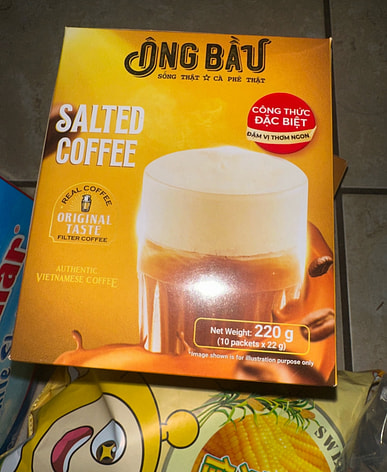 ÔNG BẦU
SỐNG THẬT ☆ CÀ PHÊ THẬT
SALTED
COFFEE
CÔNG THỨC
ĐẶC BIỆT
ĐẬM VỊ THƠM NGON
REAL COFFEE
ORIGINAL
TASTE
FILTER COFFEE
AUTHENTIC
VIETNAMESE COFFEE
Net Weight: 220 g
(10 packets x 22 g)
*Image shown is for illustration purpose only
SWE